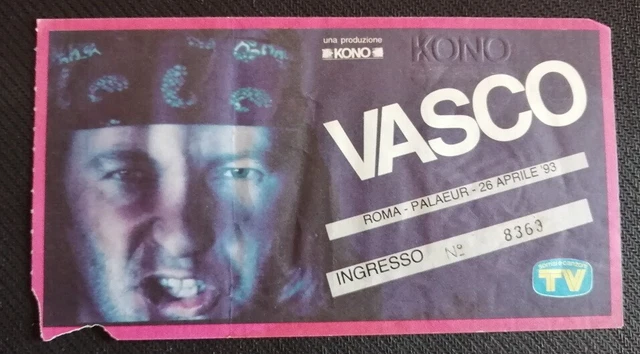 una produzione
KONO
KONO
VASCO
ROMA - PALAEUR - 26 APRILE '93
INGRESSO Nº 8369
TV